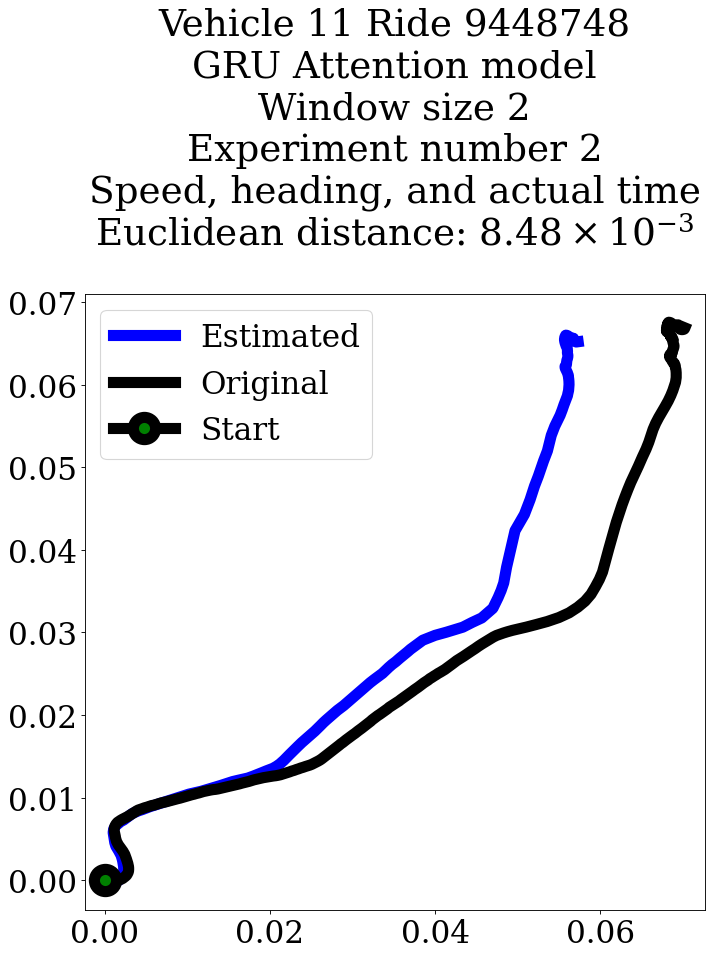 Vehicle 11 Ride 9448748
GRU Attention model
Window size 2
Experiment number 2
Speed, heading, and actual time
Euclidean distance: 8.48 × 10⁻³
0.07
0.06
0.05
0.04
0.03
0.02
0.01
0.00
Estimated
Original
Start
0.00 0.02 0.04 0.06